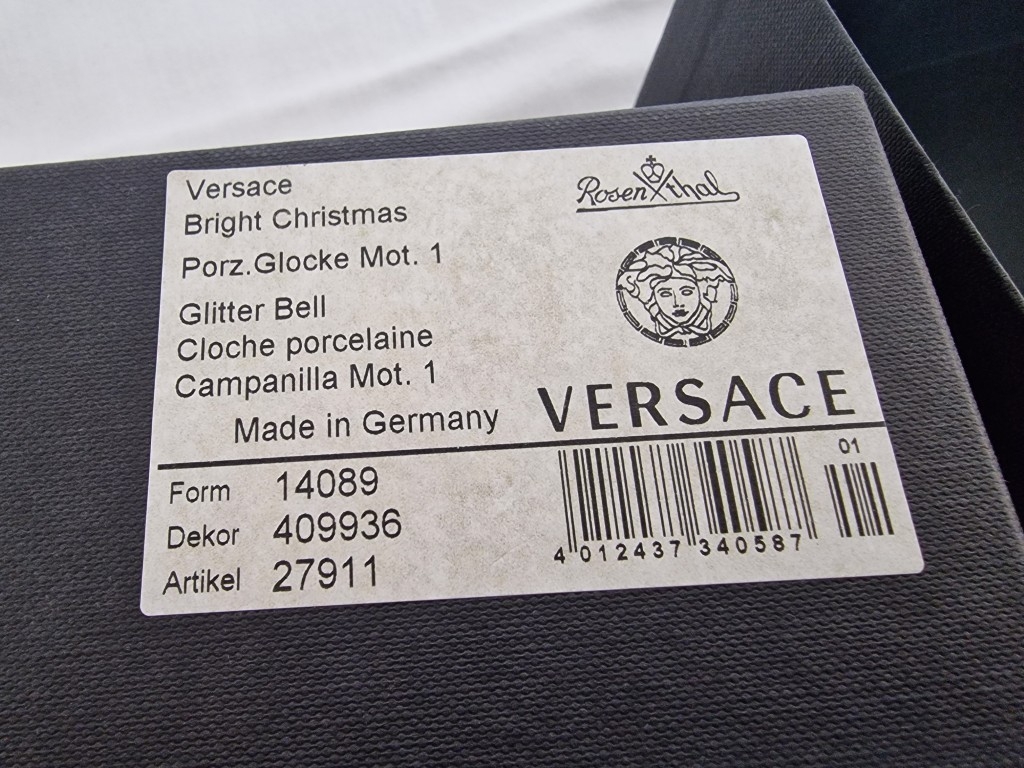 Versace
Bright Christmas
Porz.Glocke Mot. 1
Glitter Bell
Cloche porcelaine
Campanilla Mot. 1
Made in Germany
Rosenthal
VERSACE
Form 14089
Dekor 409936
Artikel 27911
01
4 012437 340587